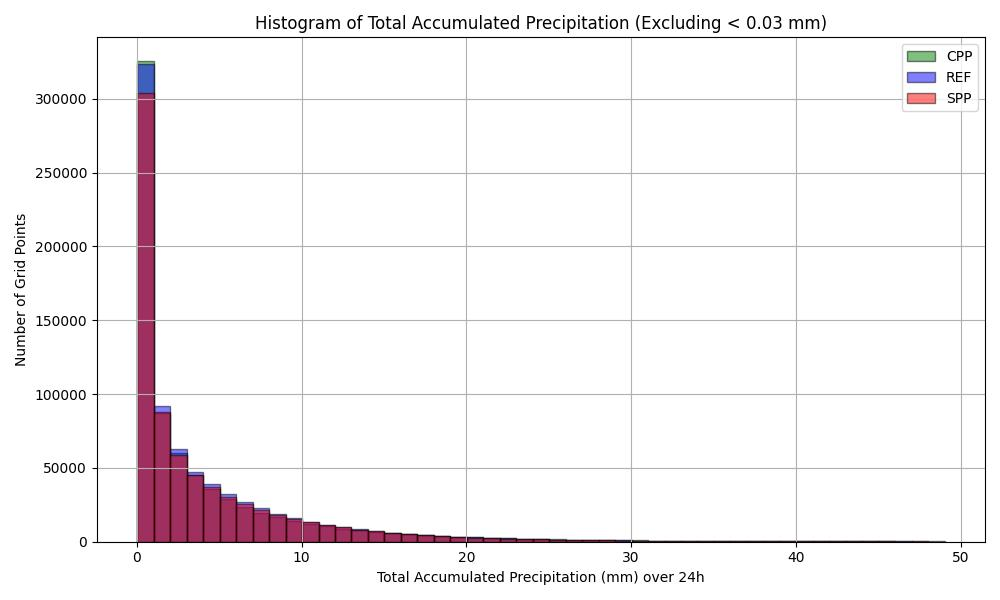 Histogram of Total Accumulated Precipitation (Excluding < 0.03 mm)
CPP
REF
SPP
Number of Grid Points
300000
250000
200000
150000
100000
50000
0
0 10 20 30 40 50
Total Accumulated Precipitation (mm) over 24h